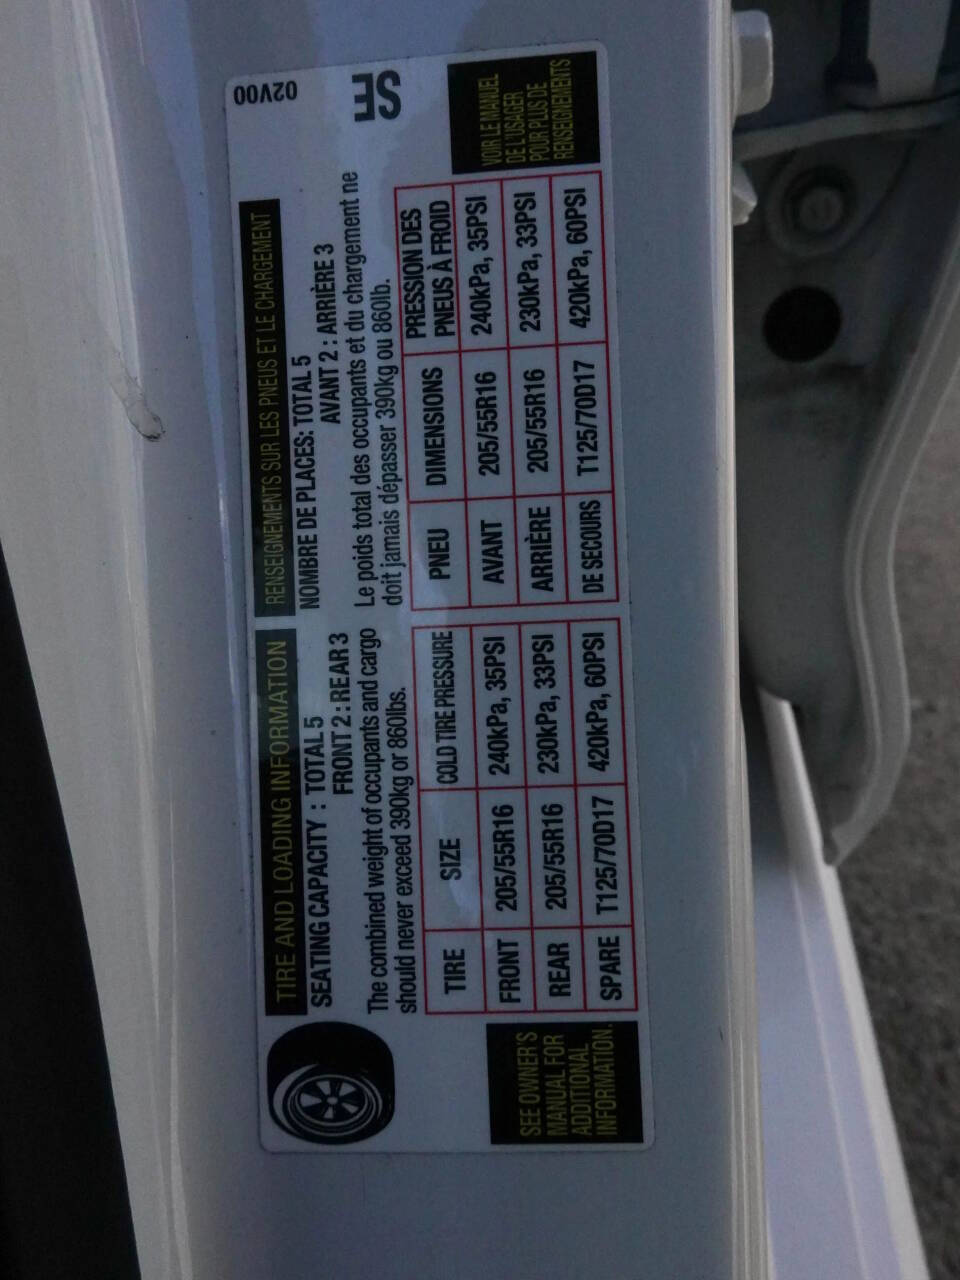 TIRE AND LOADING INFORMATION
SEATING CAPACITY : TOTAL 5
FRONT 2 : REAR 3
The combined weight of occupants and cargo
should never exceed 390kg or 860lbs.
TIRE SIZE COLD TIRE PRESSURE
FRONT 205/55R16 240kPa, 35PSI
REAR 205/55R16 230kPa, 33PSI
SPARE T125/70D17 420kPa, 60PSI
SEE OWNER'S
MANUAL FOR
ADDITIONAL
INFORMATION.
RENSEIGNEMENTS SUR LES PNEUS ET LE CHARGEMENT
NOMBRE DE PLACES: TOTAL 5
AVANT 2 : ARRIÈRE 3
Le poids total des occupants et du chargement ne
doit jamais dépasser 390kg ou 860lb.
PNEU DIMENSIONS PRESSION DES
PNEUS À FROID
AVANT 205/55R16 240kPa, 35PSI
ARRIÈRE 205/55R16 230kPa, 33PSI
DE SECOURS T125/70D17 420kPa, 60PSI
VOIR LE MANUEL
DE L'USAGER
POUR PLUS DE
RENSEIGNEMENTS
02V00
SE